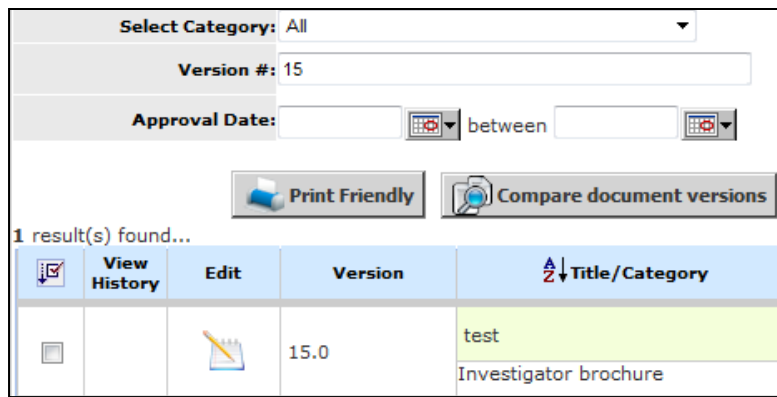 Select Category: All
Version #: 15
Approval Date: between
Print Friendly Compare document versions
1 result(s) found...
View History Edit Version Title/Category
15.0 test
Investigator brochure